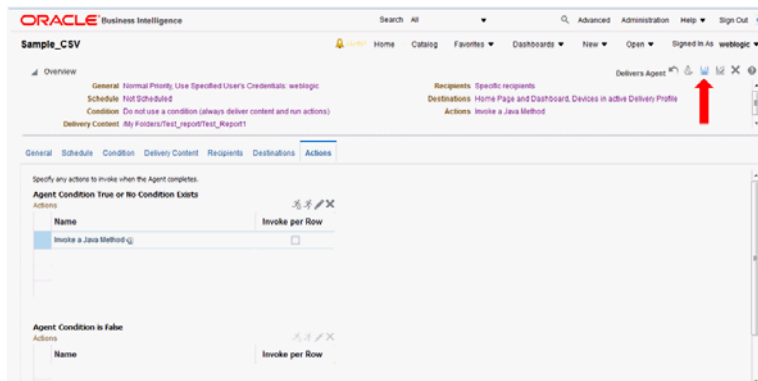 ORACLE Business Intelligence
Search All Advanced Administration Help Sign Out
Sample_CSV
Home Catalog Favorites Dashboards New Open Signed In As weblogic
Overview
Delivers Agent
General Normal Priority, Use Specified User's Credentials: weblogic
Schedule Not Scheduled
Condition Do not use a condition (always deliver content and run actions)
Delivery Content /My Folders/Test_report/Test_Report1
Recipients Specific recipients
Destinations Home Page and Dashboard, Devices in active Delivery Profile
Actions Invoke a Java Method
General Schedule Condition Delivery Content Recipients Destinations Actions
Specify any actions to invoke when the Agent completes.
Agent Condition True or No Condition Exists
Actions
Name Invoke per Row
Invoke a Java Method
Agent Condition is False
Actions
Name Invoke per Row